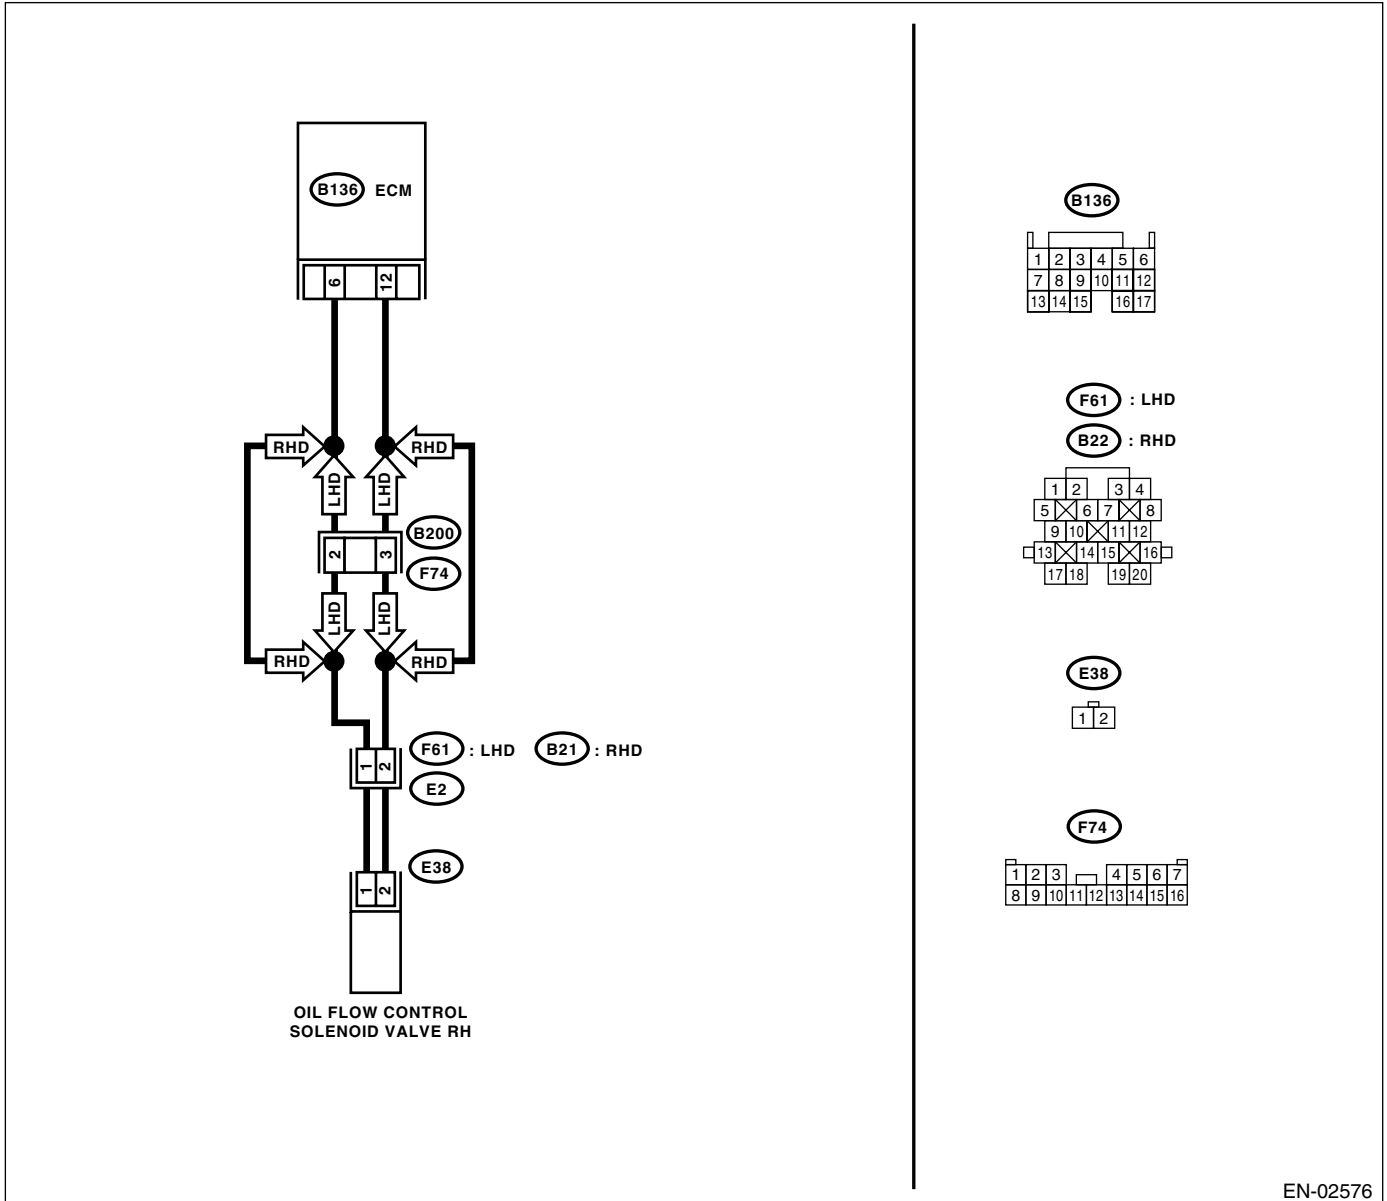 B136 ECM
6 12
RHD RHD
LHD LHD
B200
2 3
F74
LHD LHD
RHD RHD
F61 : LHD B21 : RHD
1 2
E2
E38
1 2
OIL FLOW CONTROL
SOLENOID VALVE RH
B136
1 2 3 4 5 6
7 8 9 10 11 12
13 14 15 16 17
F61 : LHD
B22 : RHD
1 2 3 4
5 6 7 8
9 10 11 12
13 14 15 16
17 18 19 20
E38
1 2
F74
1 2 3 4 5 6 7
8 9 10 11 12 13 14 15 16
EN-02576